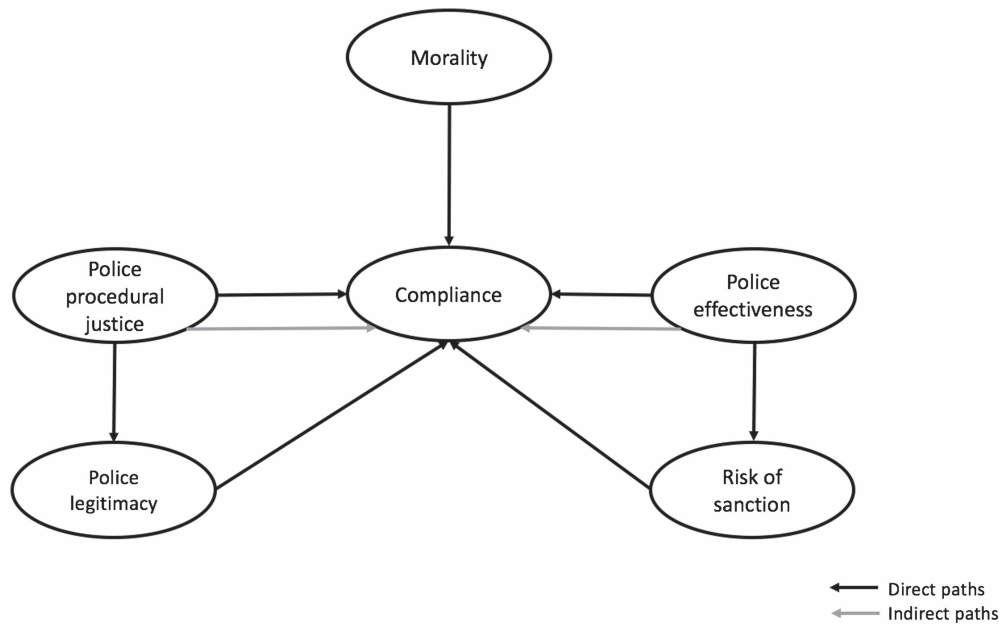 Morality
Police
procedural
justice
Compliance
Police
effectiveness
Police
legitimacy
Risk of
sanction
Direct paths
Indirect paths